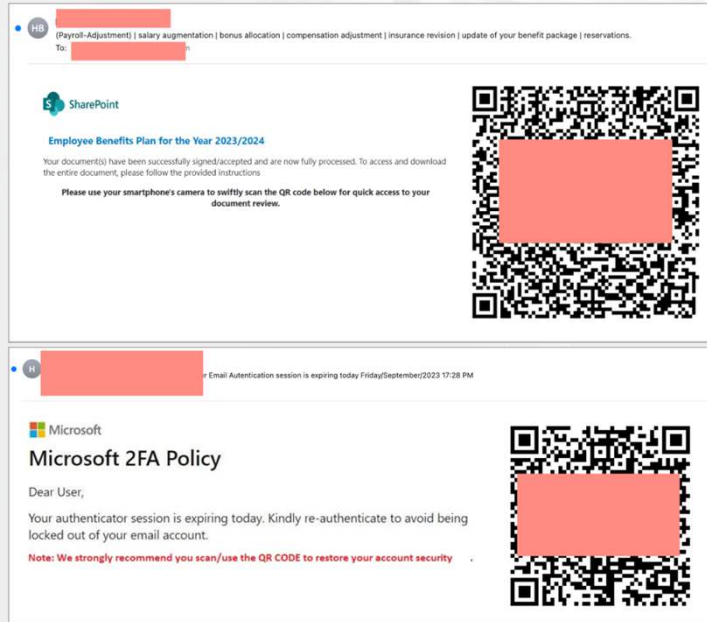 HB
(Payroll-Adjustment) | salary augmentation | bonus allocation | compensation adjustment | insurance revision | update of your benefit package | reservations.
To:
S SharePoint
Employee Benefits Plan for the Year 2023/2024
Your document(s) have been successfully signed/accepted and are now fully processed. To access and download
the entire document, please follow the provided instructions
Please use your smartphone's camera to swiftly scan the QR code below for quick access to your
document review.
H
r Email Autentication session is expiring today Friday/September/2023 17:28 PM
Microsoft
Microsoft 2FA Policy
Dear User,
Your authenticator session is expiring today. Kindly re-authenticate to avoid being
locked out of your email account.
Note: We strongly recommend you scan/use the QR CODE to restore your account security .